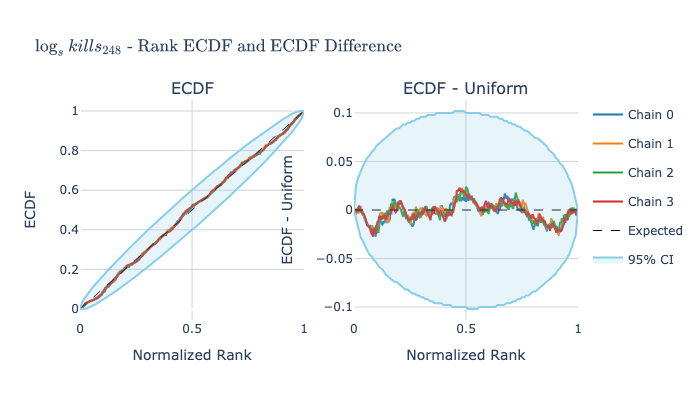 log_s kills_248 - Rank ECDF and ECDF Difference
ECDF
ECDF
1
0.8
0.6
0.4
0.2
0
0
0.5
1
Normalized Rank
ECDF - Uniform
ECDF - Uniform
0.1
0.05
0
−0.05
−0.1
0
0.5
1
Normalized Rank
Chain 0
Chain 1
Chain 2
Chain 3
Expected
95% CI